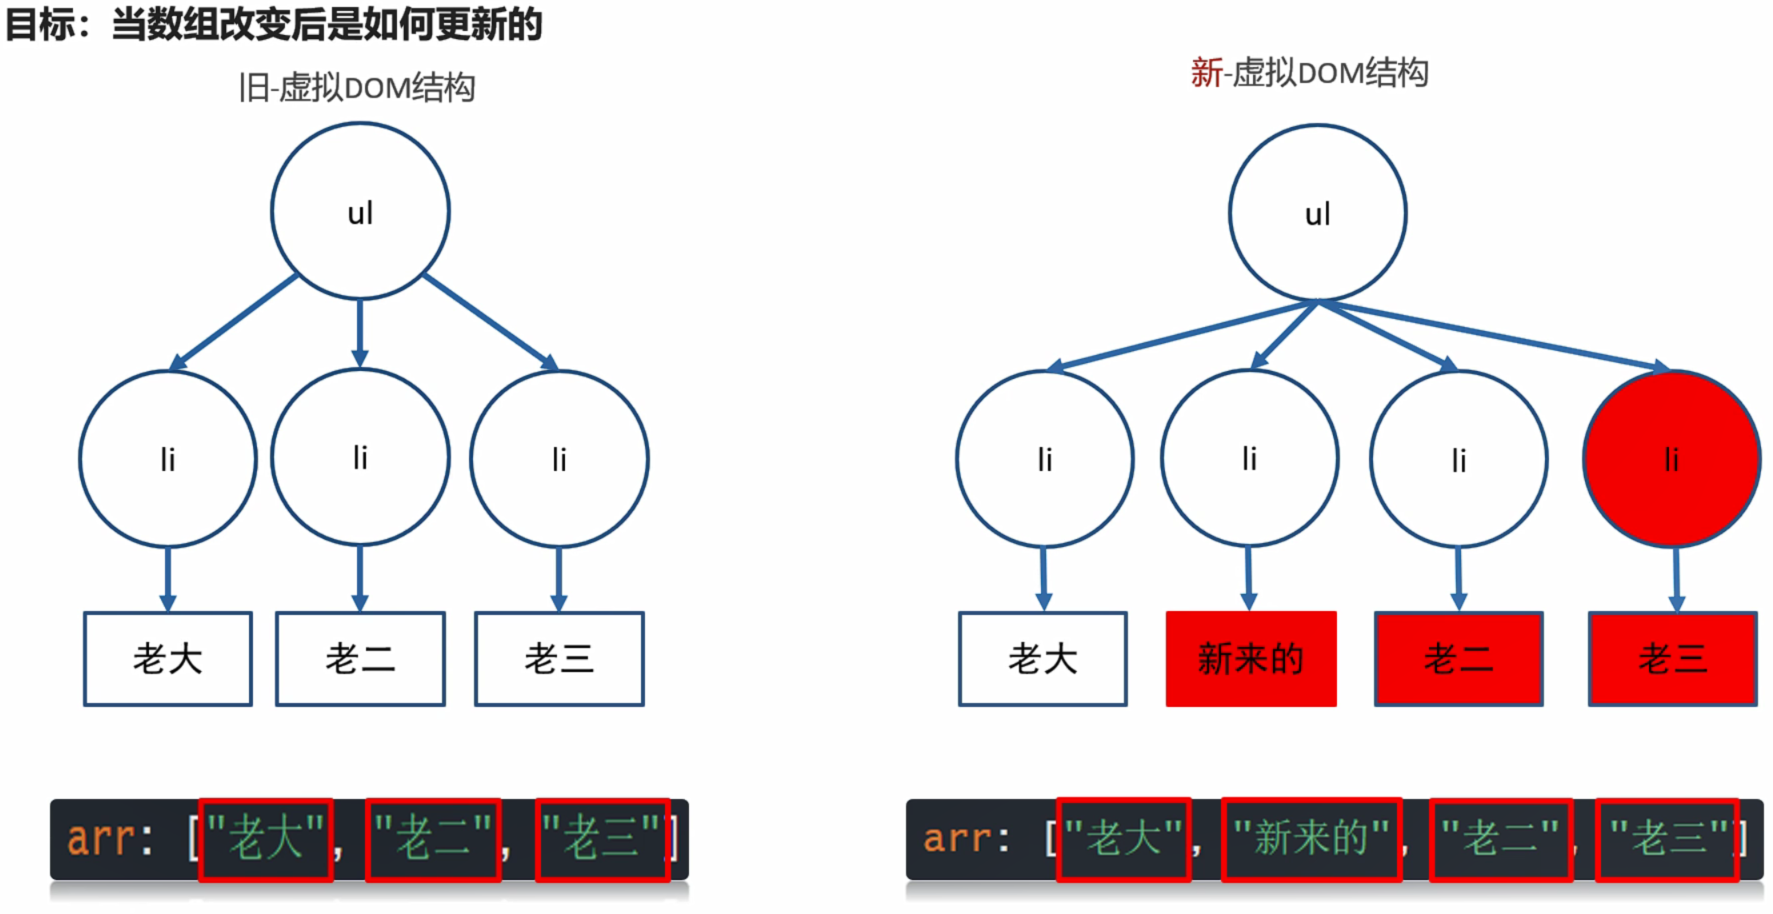 目标：当数组改变后是如何更新的
旧-虚拟DOM结构
ul
li
li
li
老大
老二
老三
arr: ["老大", "老二", "老三"]
新-虚拟DOM结构
ul
li
li
li
li
老大
新来的
老二
老三
arr: ["老大", "新来的", "老二", "老三"]